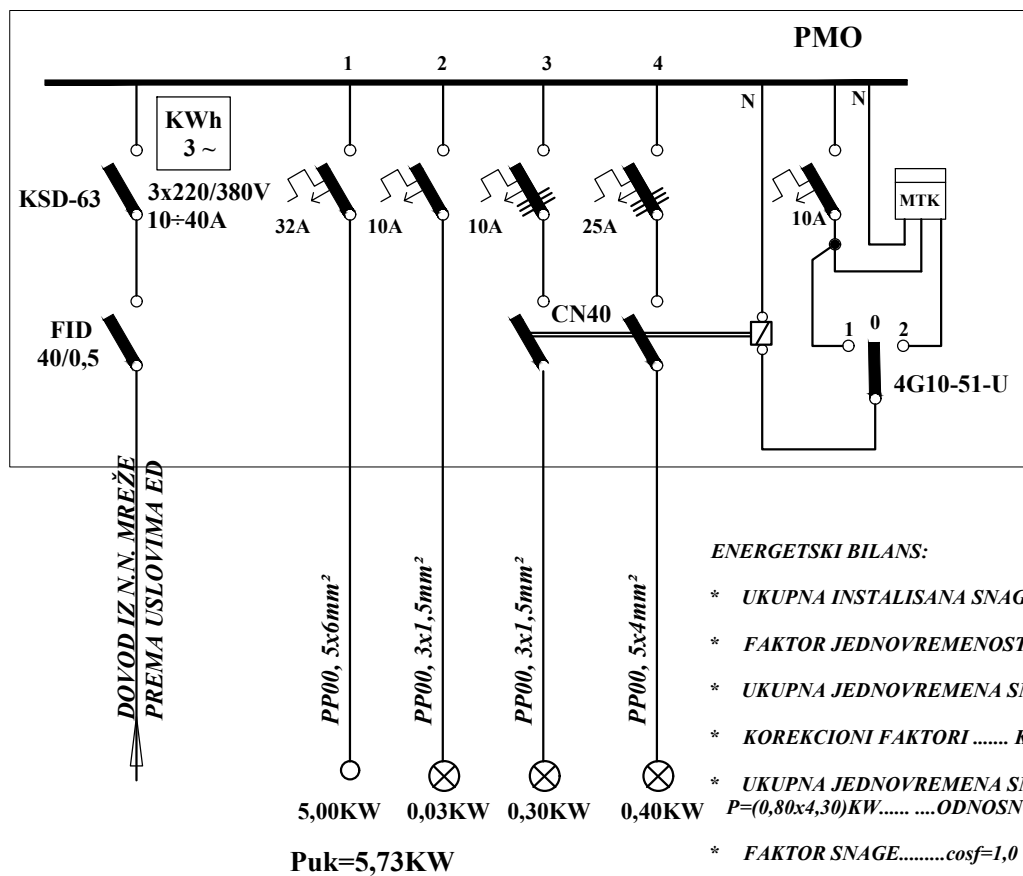 PMO
1
2
3
4
N
N
KWh
3 ~
KSD-63
3x220/380V
10÷40A
32A
10A
10A
25A
10A
MTK
FID
40/0,5
CN40
1
0
2
4G10-51-U
DOVOD IZ N.N. MREŽE
PREMA USLOVIMA ED
PP00, 5x6mm²
PP00, 3x1,5mm²
PP00, 3x1,5mm²
PP00, 5x4mm²
5,00KW
0,03KW
0,30KW
0,40KW
Puk=5,73KW
ENERGETSKI BILANS:
* UKUPNA INSTALISANA SNAG
* FAKTOR JEDNOVREMENOST
* UKUPNA JEDNOVREMENA SN
* KOREKCIONI FAKTORI ....... K
* UKUPNA JEDNOVREMENA SN
P=(0,80x4,30)KW...... ....ODNOSN
* FAKTOR SNAGE.........cosf=1,0